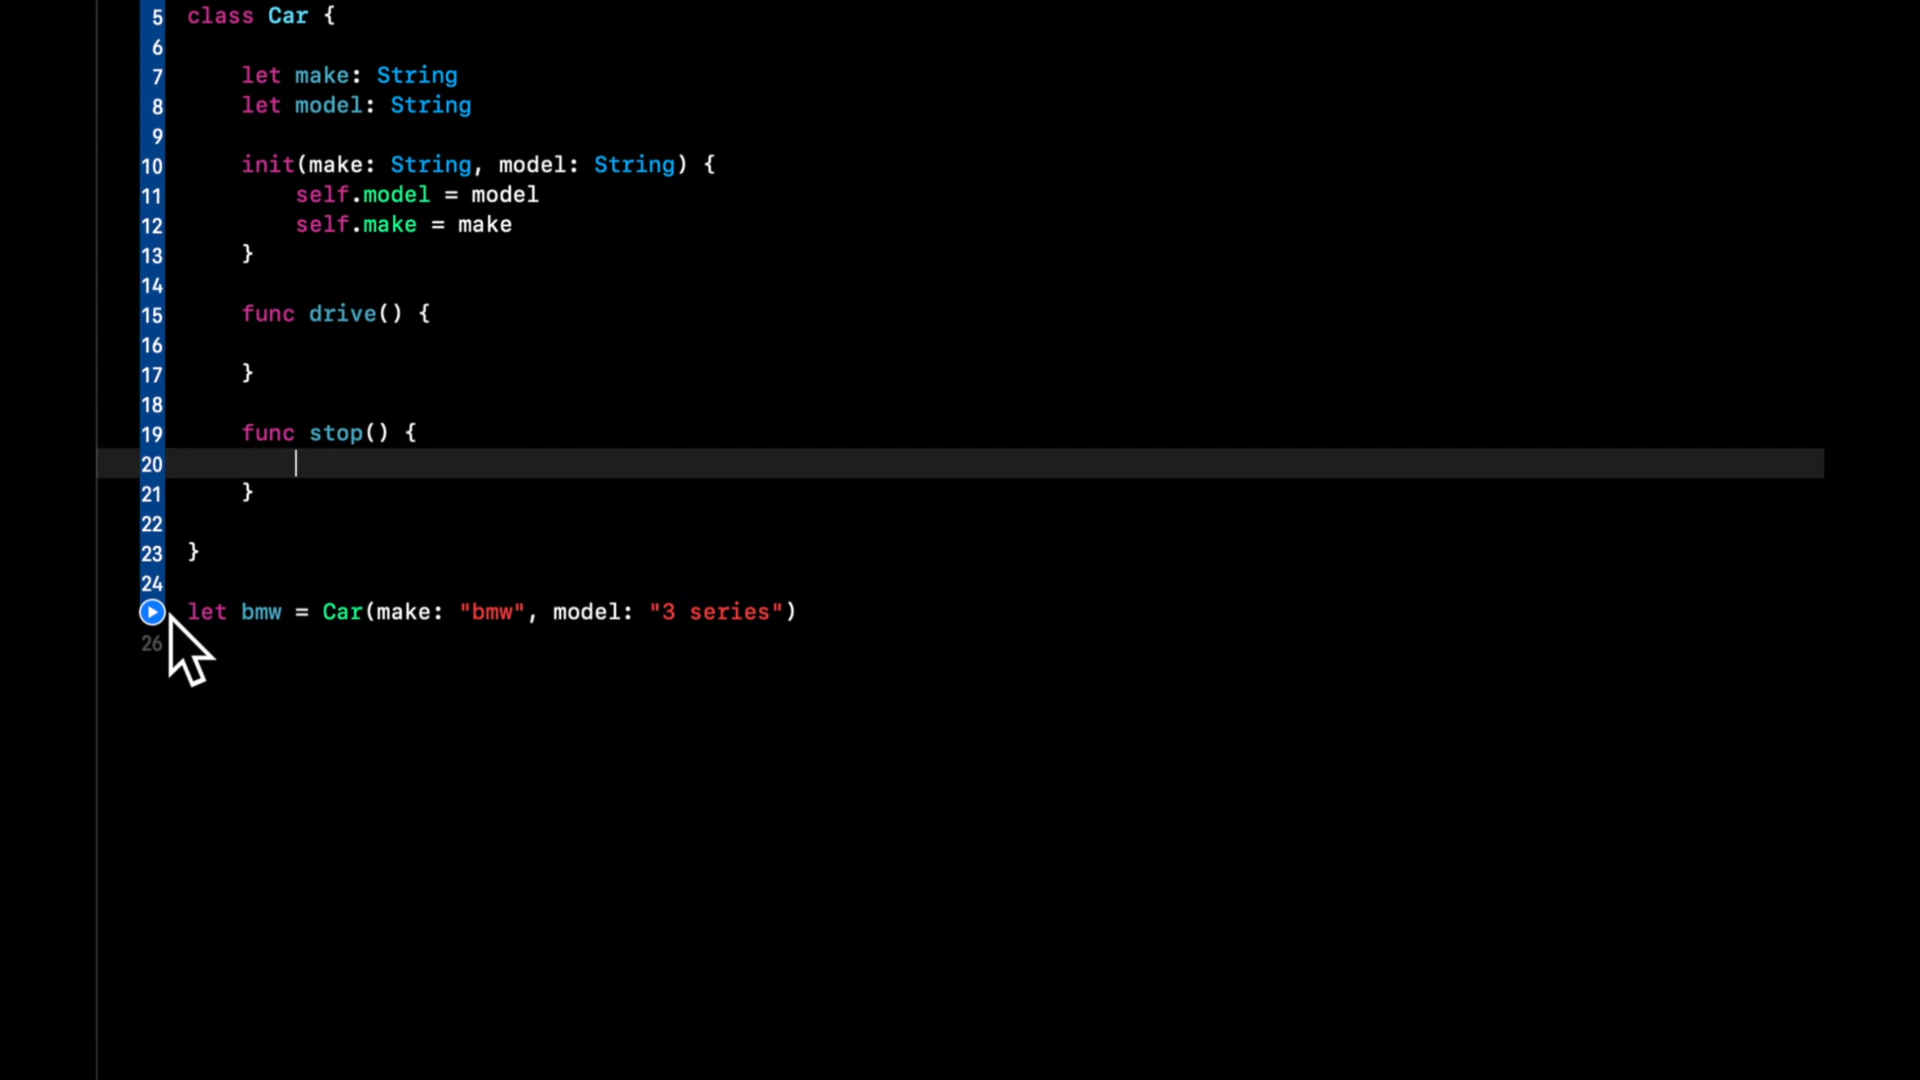 5 class Car {
6
7 let make: String
8 let model: String
9
10 init(make: String, model: String) {
11 self.model = model
12 self.make = make
13 }
14
15 func drive() {
16
17 }
18
19 func stop() {
20
21 }
22
23 }
24
let bmw = Car(make: "bmw", model: "3 series")
26